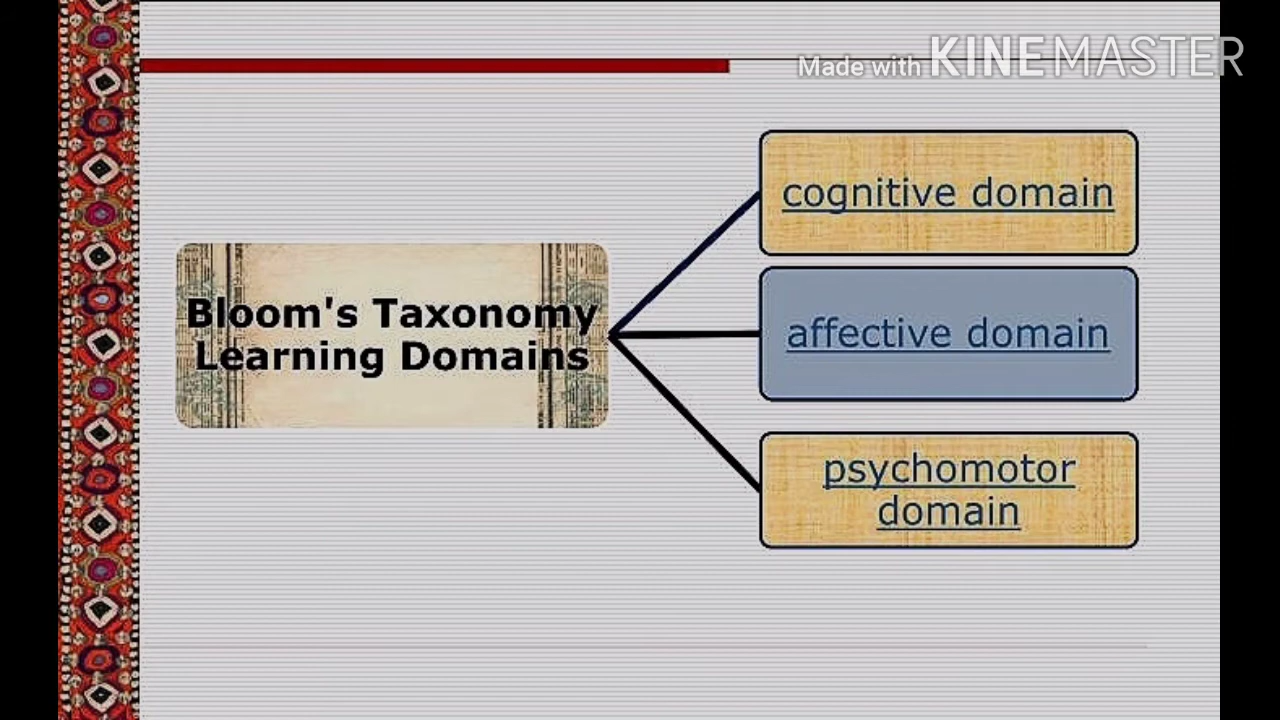 Made with KINEMASTER
cognitive domain
Bloom's Taxonomy
Learning Domains
affective domain
psychomotor
domain